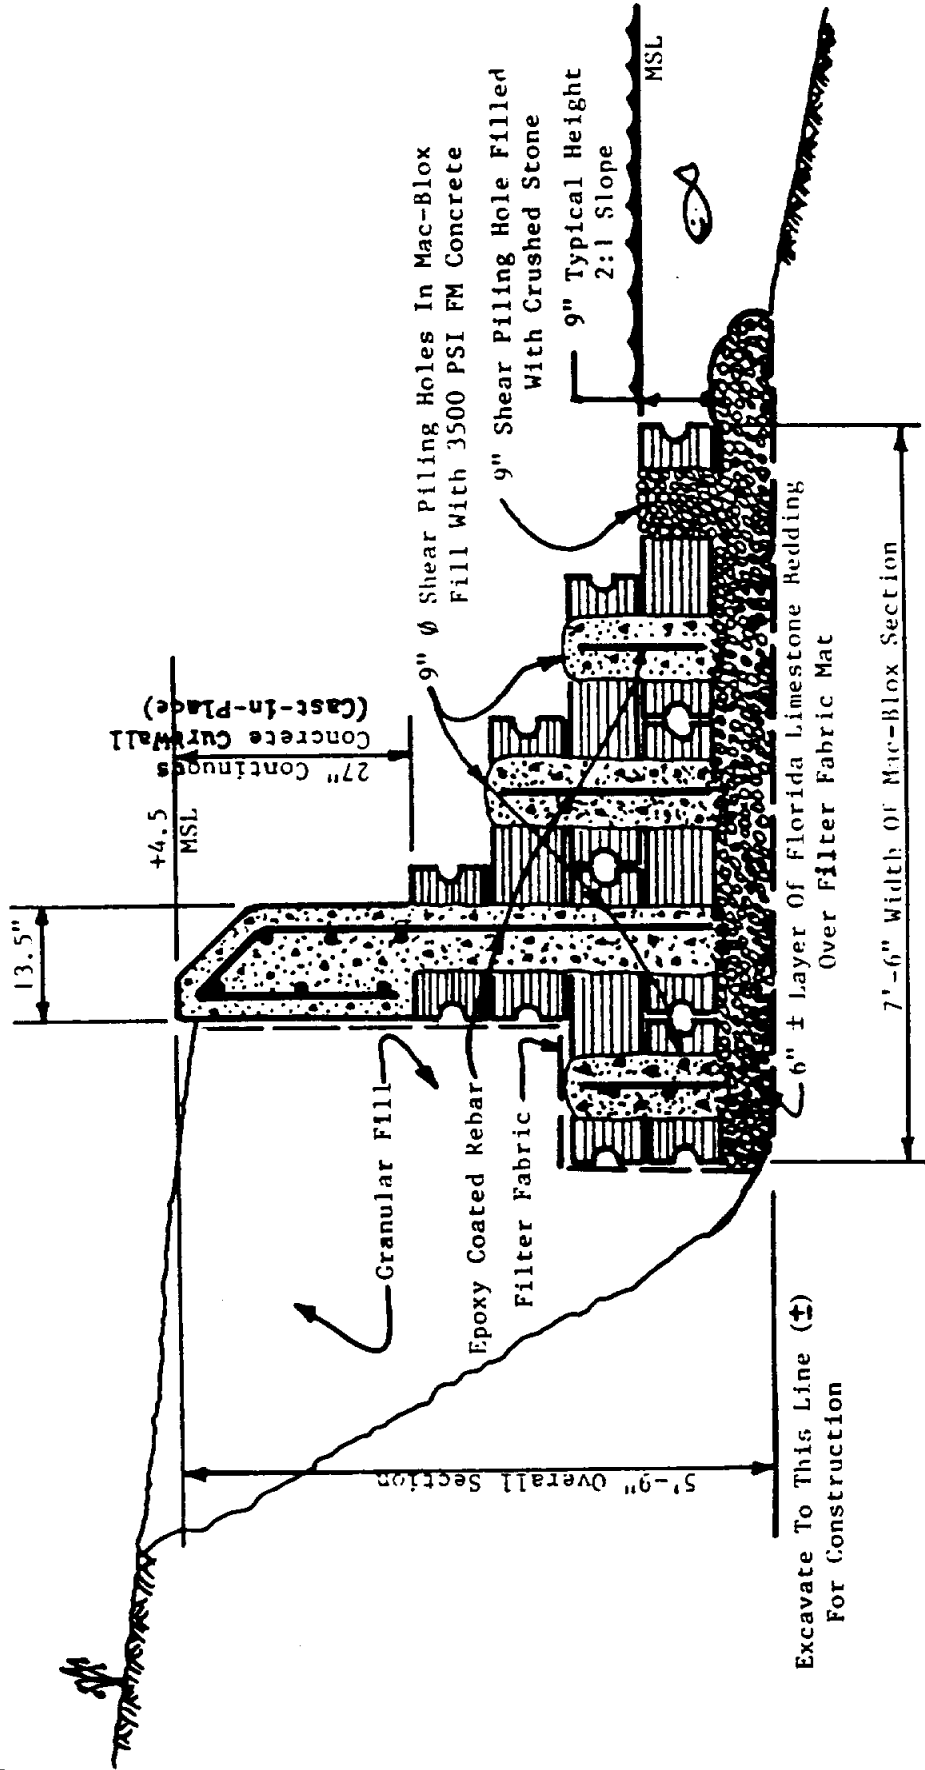 13.5"
+4.5
MSL
27" Continuous
Concrete Curb Wall
(Cast-in-Place)
9" Ø Shear Piling Holes In Mac-Blox
Fill With 3500 PSI FM Concrete
9" Shear Piling Hole Filled
With Crushed Stone
9" Typical Height
2:1 Slope
MSL
Granular Fill
Epoxy Coated Rebar
Filter Fabric
5'-9" Overall Section
6" ± Layer Of Florida Limestone Bedding
Over Filter Fabric Mat
7'-6" Width Of Mac-Blox Section
Excavate To This Line (±)
For Construction